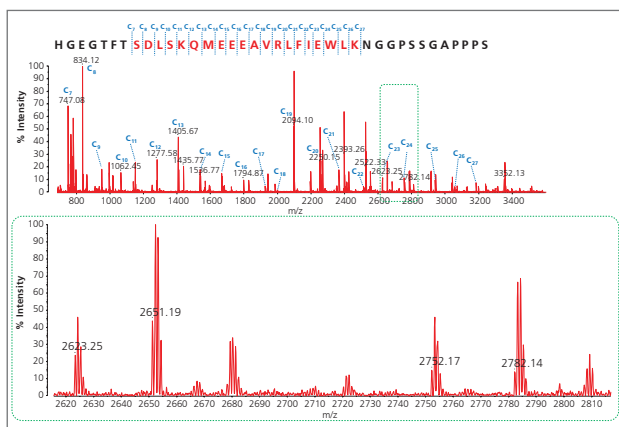 C7 C8 C9 C10 C11 C12 C13 C14 C15 C16 C17 C18 C19 C20 C21 C22 C23 C24 C25 C26 C27
HGEGTFTSDLSKQMEEEAVRLFIEWLKNGGPSSGAPPPS
% Intensity
100
80
60
40
20
0
C7
747.08
834.12
C8
C9
C10
1062.45
C11
C12
1277.58
C13
1405.67
1435.77
C14
1536.77
C15
C16
1794.87
C17
C18
C19
2094.10
C20
2250.15
C21
2393.26
C22
2522.33
C23
2623.25
C24
2782.14
C25
C26
C27
3352.13
800 1000 1200 1400 1600 1800 2000 2200 2400 2600 2800 3000 3200 3400
m/z
% Intensity
100
90
80
70
60
50
40
30
20
10
0
2623.25
2651.19
2752.17
2782.14
2620 2630 2640 2650 2660 2670 2680 2690 2700 2710 2720 2730 2740 2750 2760 2770 2780 2790 2800 2810
m/z